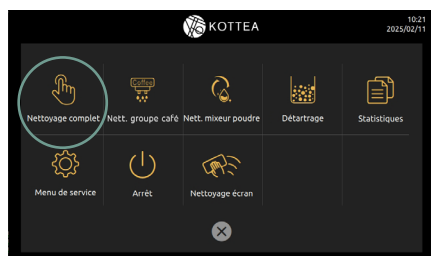 KOTTEA
10:21
2025/02/11
Coffee
Nettoyage complet
Nett. groupe café
Nett. mixeur poudre
Détartrage
Statistiques
Menu de service
Arrêt
Nettoyage écran